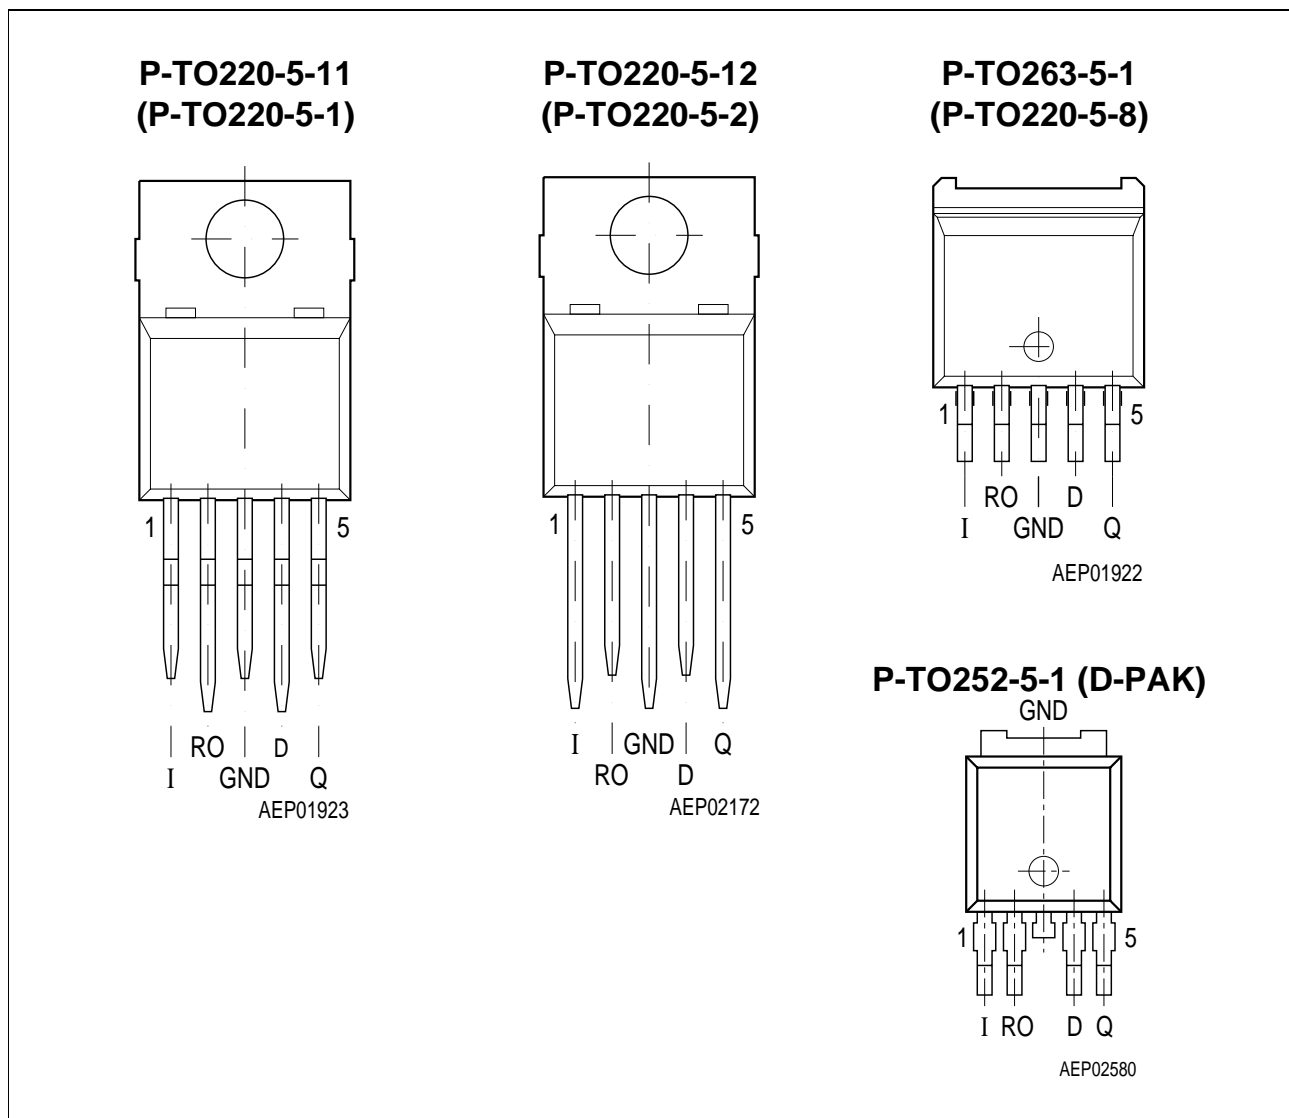 P-TO220-5-11
(P-TO220-5-1)
1
5
RO
D
I
GND
Q
AEP01923
P-TO220-5-12
(P-TO220-5-2)
1
5
I
GND
Q
RO
D
AEP02172
P-TO263-5-1
(P-TO220-5-8)
1
5
RO
D
I
GND
Q
AEP01922
P-TO252-5-1 (D-PAK)
GND
1
5
I RO D Q
AEP02580